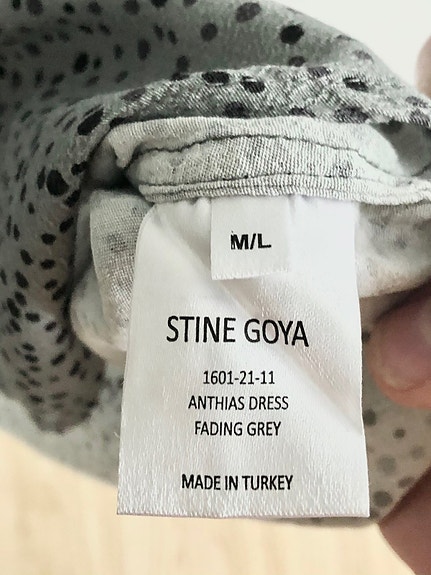 M/L
STINE GOYA
1601-21-11
ANTHIAS DRESS
FADING GREY
MADE IN TURKEY